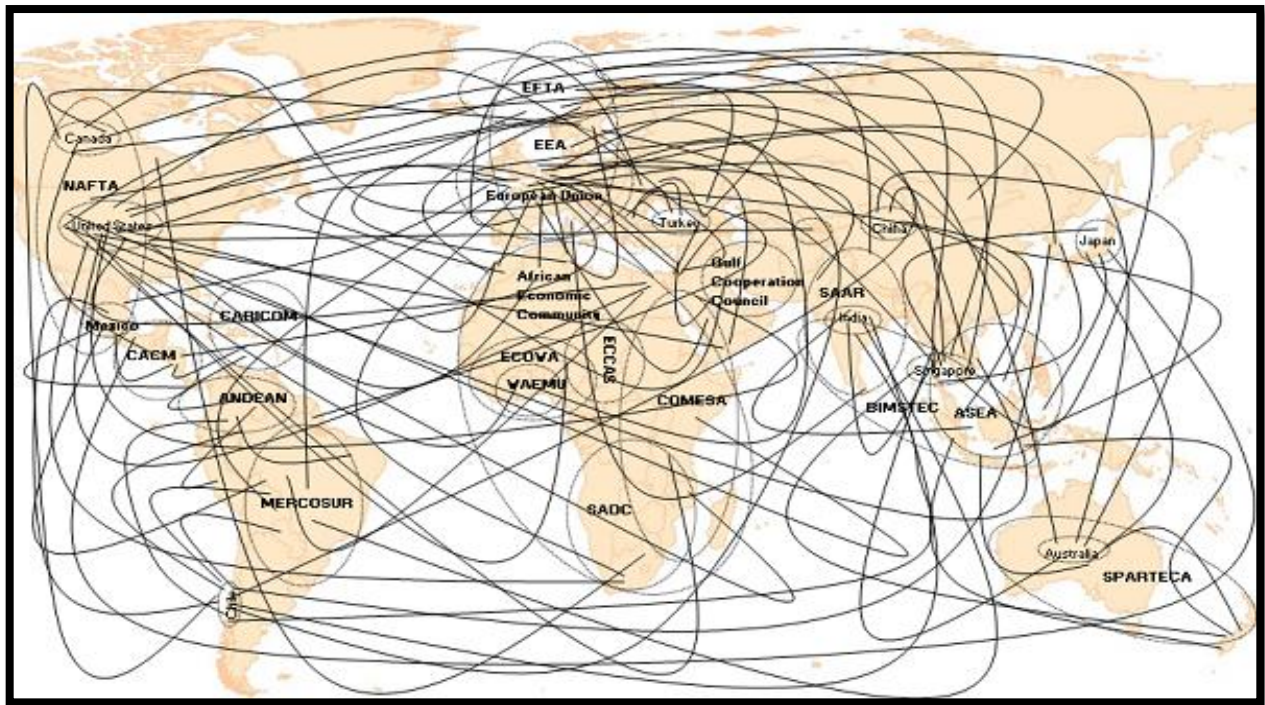 EFTA
Canada
EEA
NAFTA
European Union
United States
Turkey
China
Japan
Gulf
Cooperation
Council
African
Economic
Community
SAAR
CARICOM
Mexico
India
ECCAS
CACM
ECOWA
WAEMU
Singapore
ANDEAN
COMESA
BIMSTEC
ASEA
MERCOSUR
SADC
Australia
SPARTECA
Chile